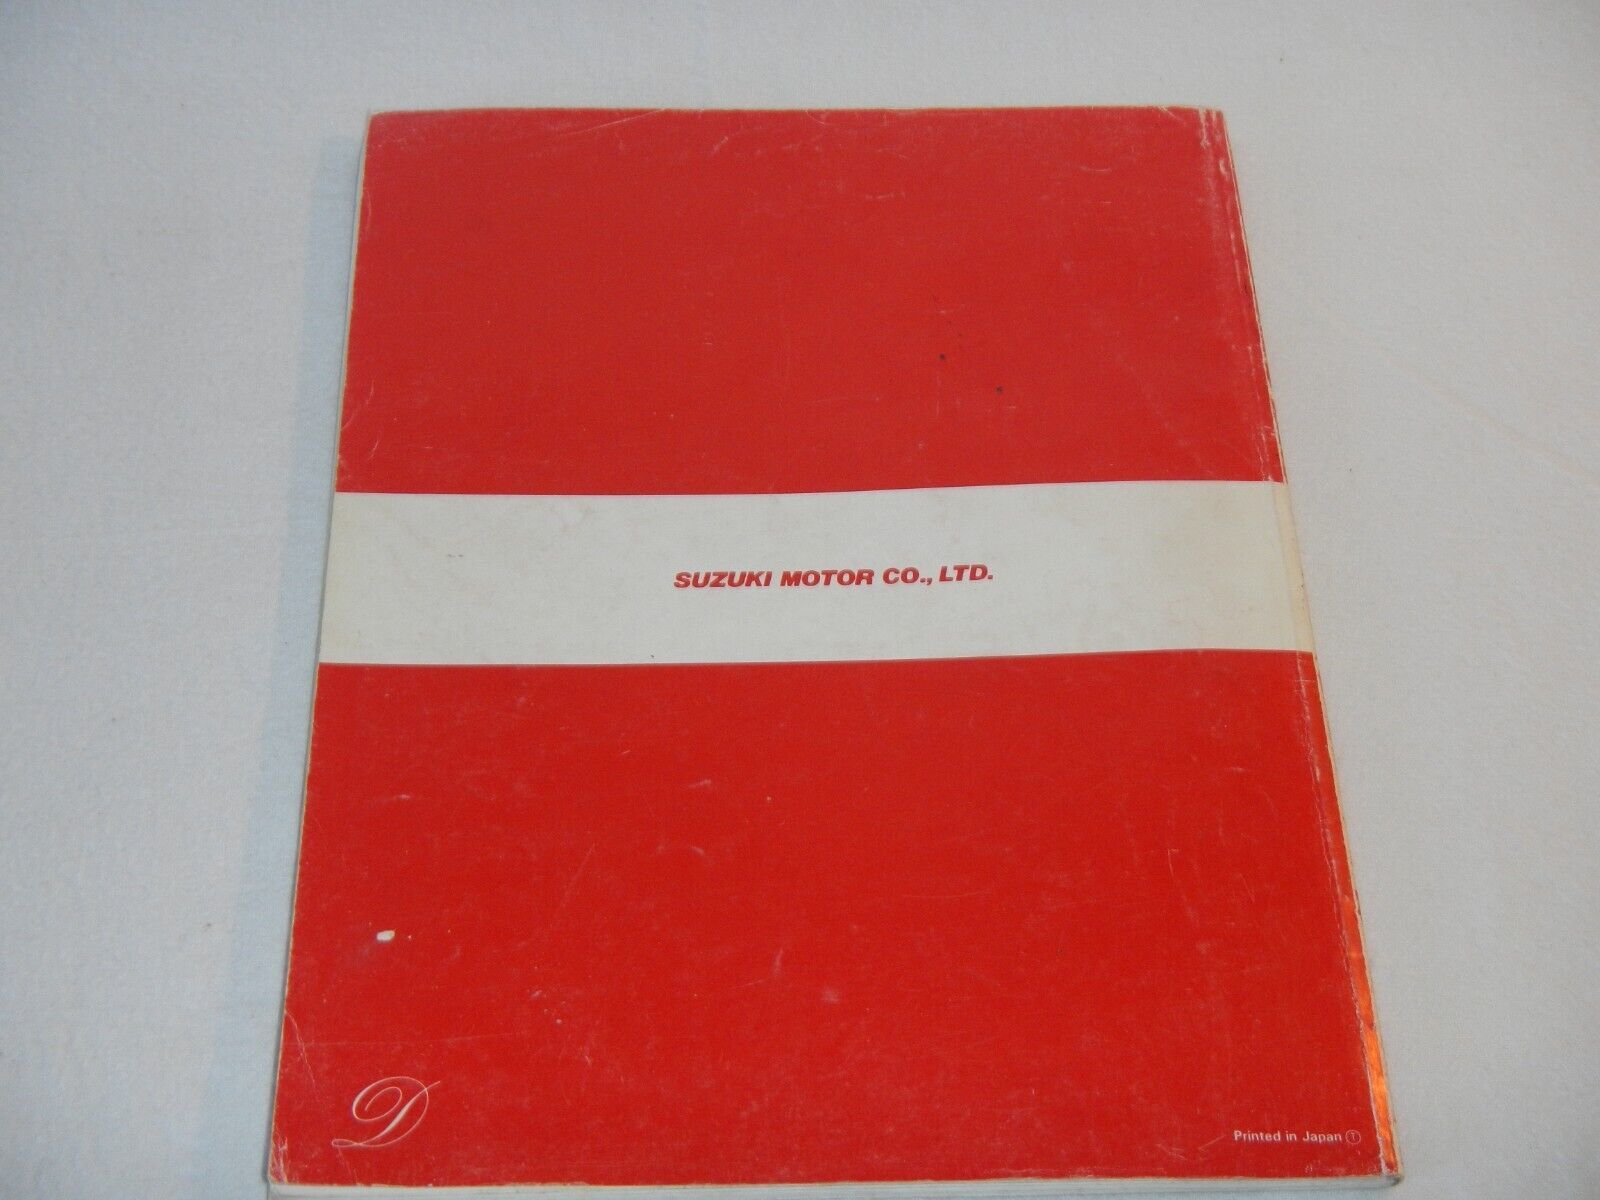 SUZUKI MOTOR CO., LTD.
D
Printed in Japan Ⓣ